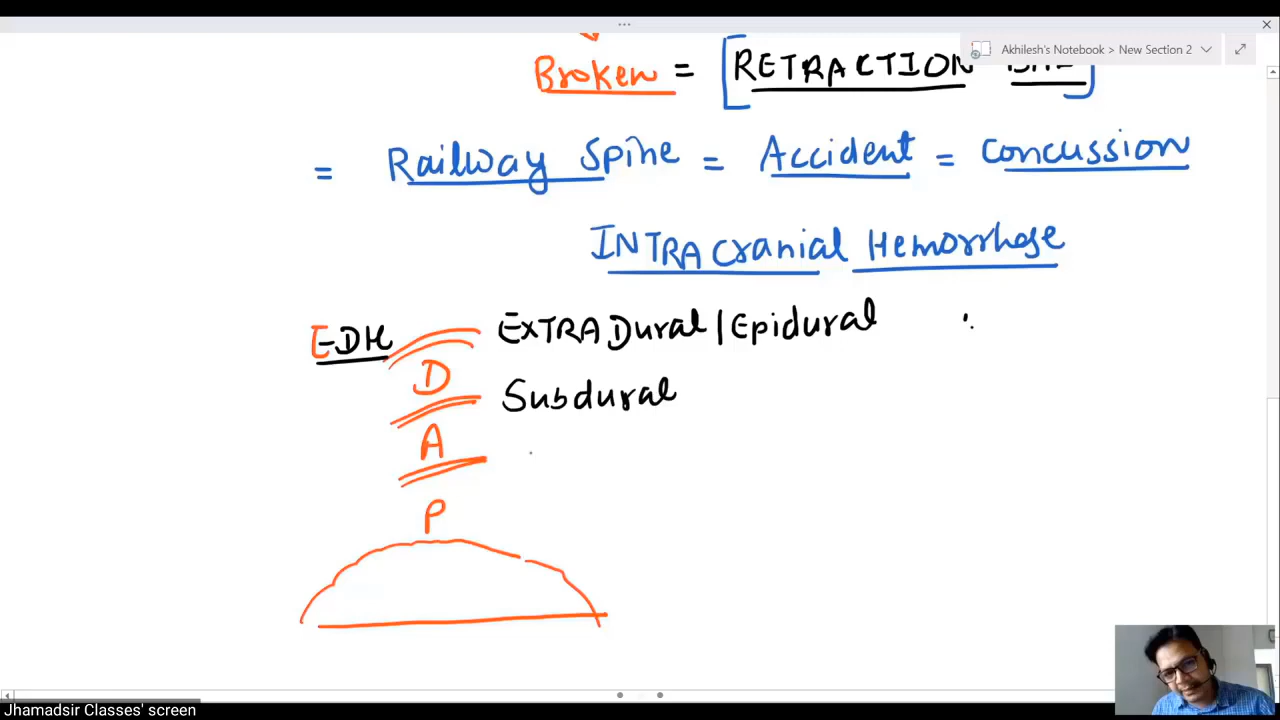 Akhilesh's Notebook > New Section 2
Broken = [RETRACTION]
= Railway Spine = Accident = Concussion
INTRACranial Hemorrhage
EDH EXTRADural / Epidural
D
Subdural
A
P
Jhamadsir Classes' screen